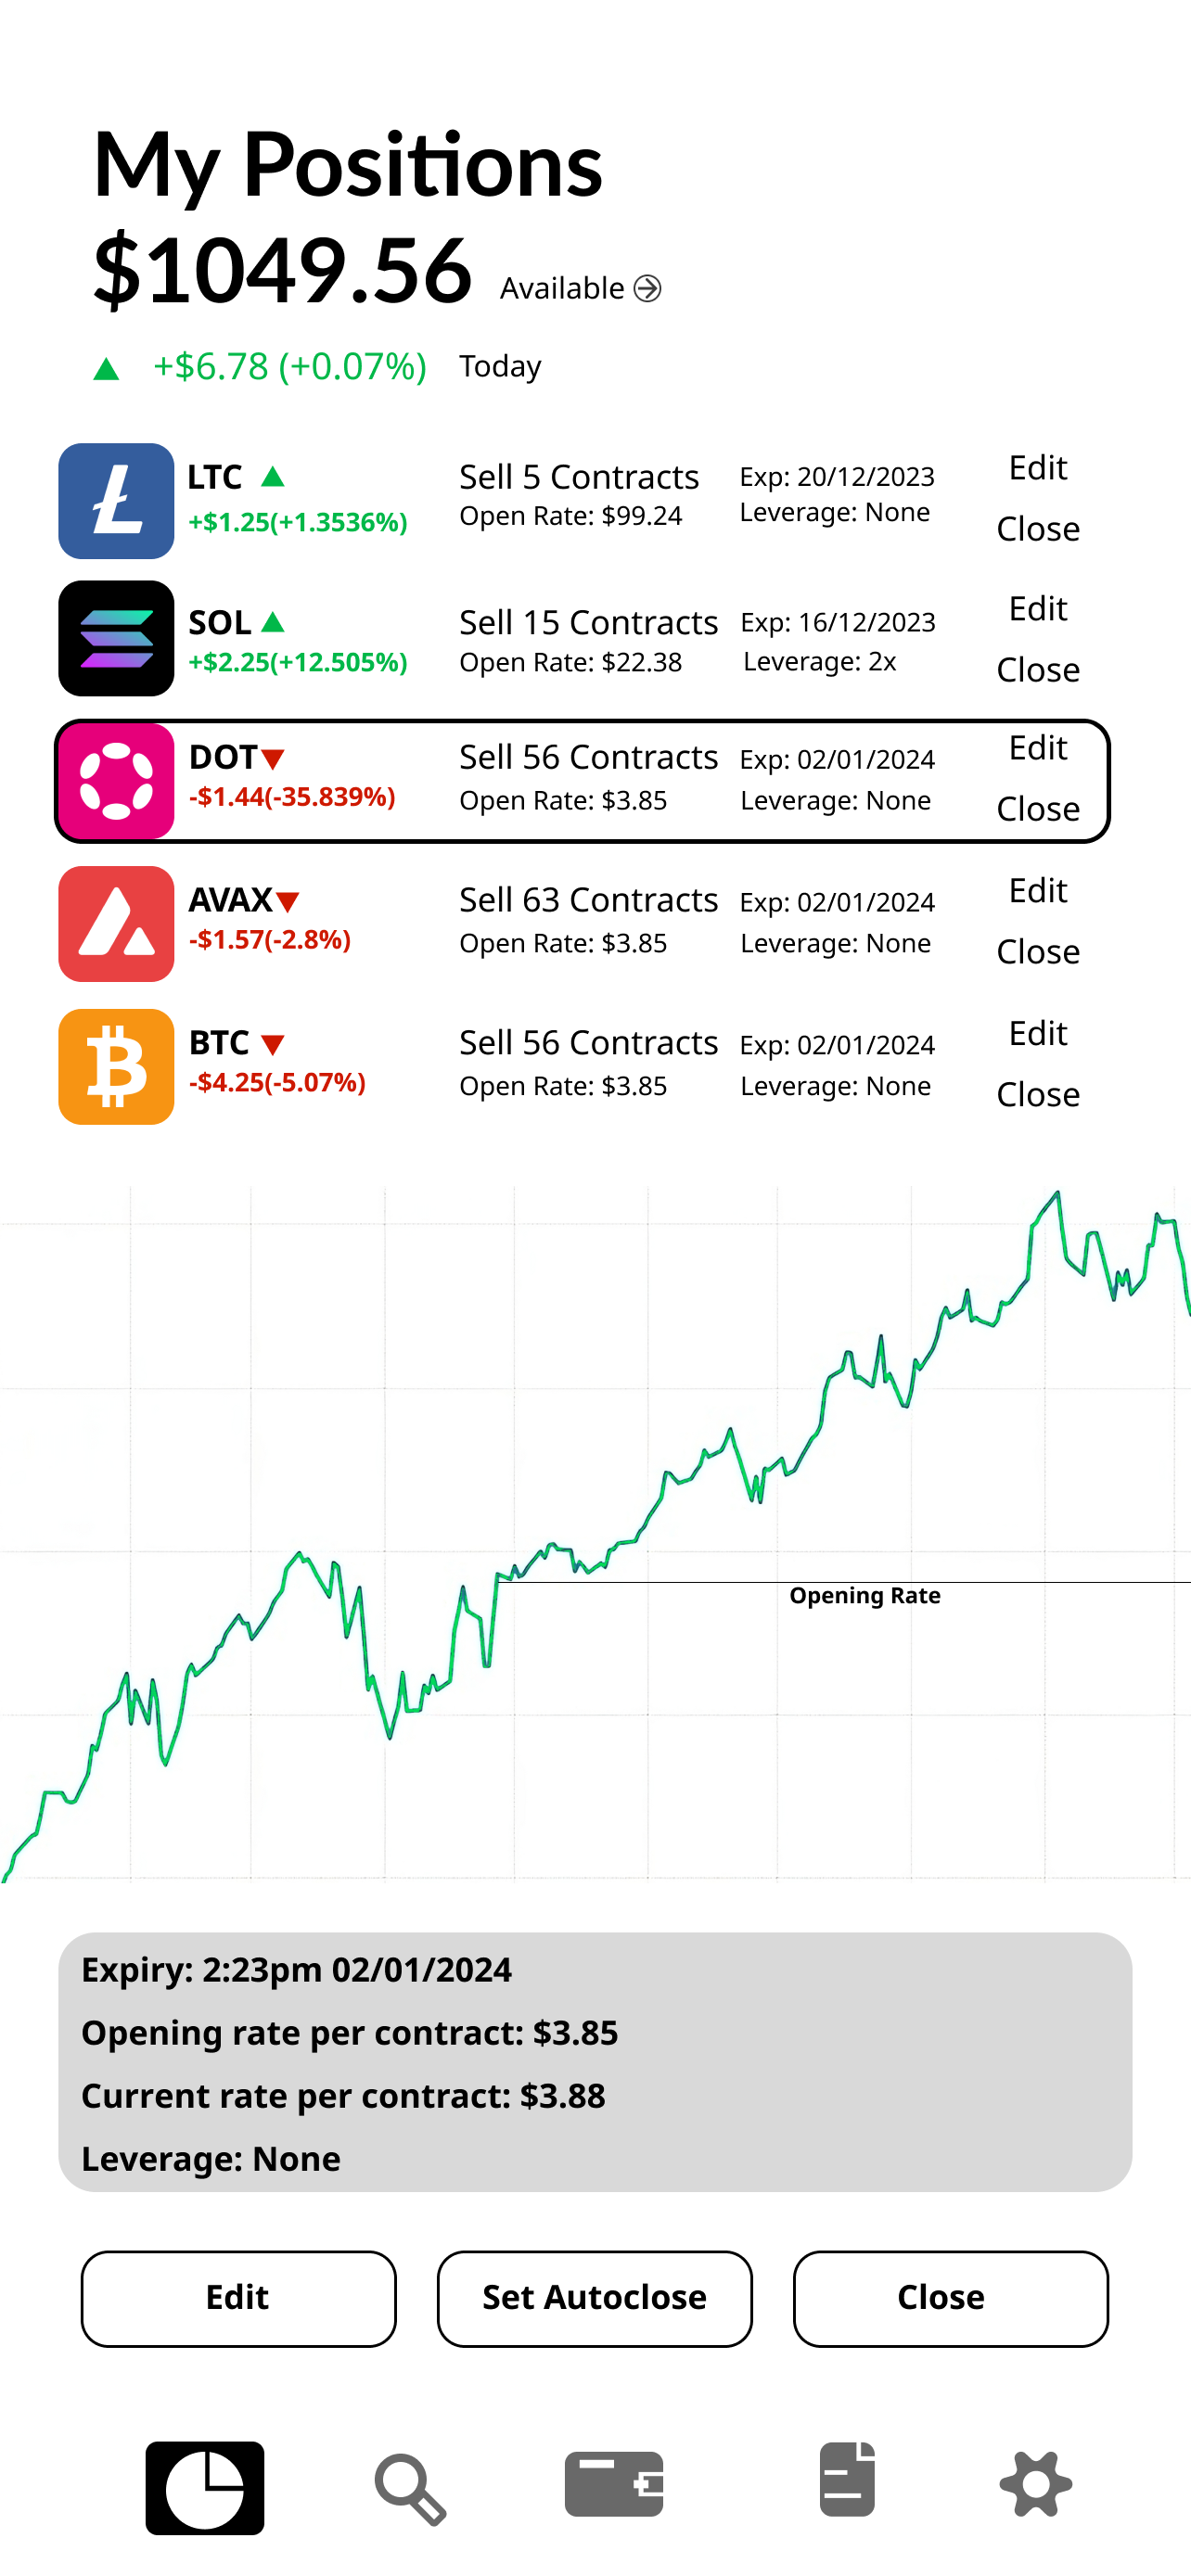 My Positions
$1049.56 Available
+$6.78 (+0.07%) Today
LTC Sell 5 Contracts Exp: 20/12/2023 Edit
+$1.25(+1.3536%) Open Rate: $99.24 Leverage: None Close
SOL Sell 15 Contracts Exp: 16/12/2023 Edit
+$2.25(+12.505%) Open Rate: $22.38 Leverage: 2x Close
DOT Sell 56 Contracts Exp: 02/01/2024 Edit
-$1.44(-35.839%) Open Rate: $3.85 Leverage: None Close
AVAX Sell 63 Contracts Exp: 02/01/2024 Edit
-$1.57(-2.8%) Open Rate: $3.85 Leverage: None Close
BTC Sell 56 Contracts Exp: 02/01/2024 Edit
-$4.25(-5.07%) Open Rate: $3.85 Leverage: None Close
Opening Rate
Expiry: 2:23pm 02/01/2024
Opening rate per contract: $3.85
Current rate per contract: $3.88
Leverage: None
Edit Set Autoclose Close